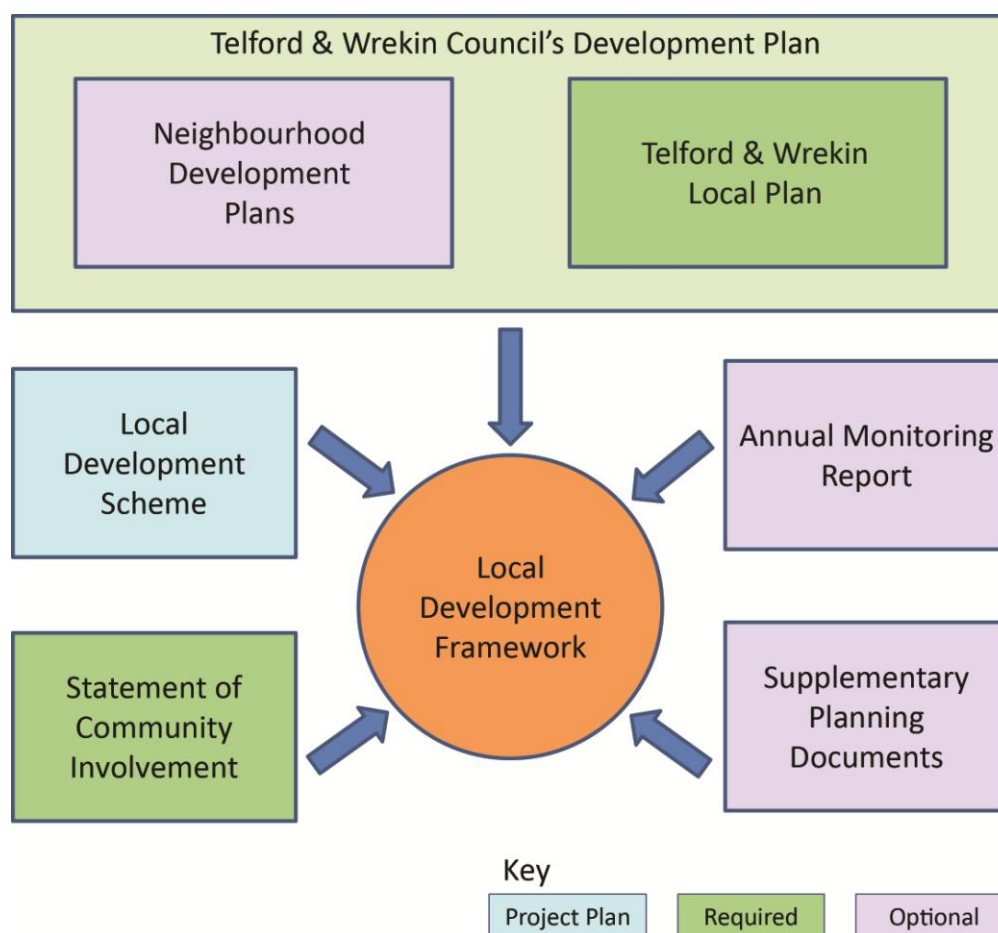 Telford & Wrekin Council’s Development Plan
Neighbourhood
Development
Plans
Telford & Wrekin
Local Plan
Local
Development
Scheme
Annual Monitoring
Report
Local
Development
Framework
Statement of
Community
Involvement
Supplementary
Planning
Documents
Key
Project Plan
Required
Optional